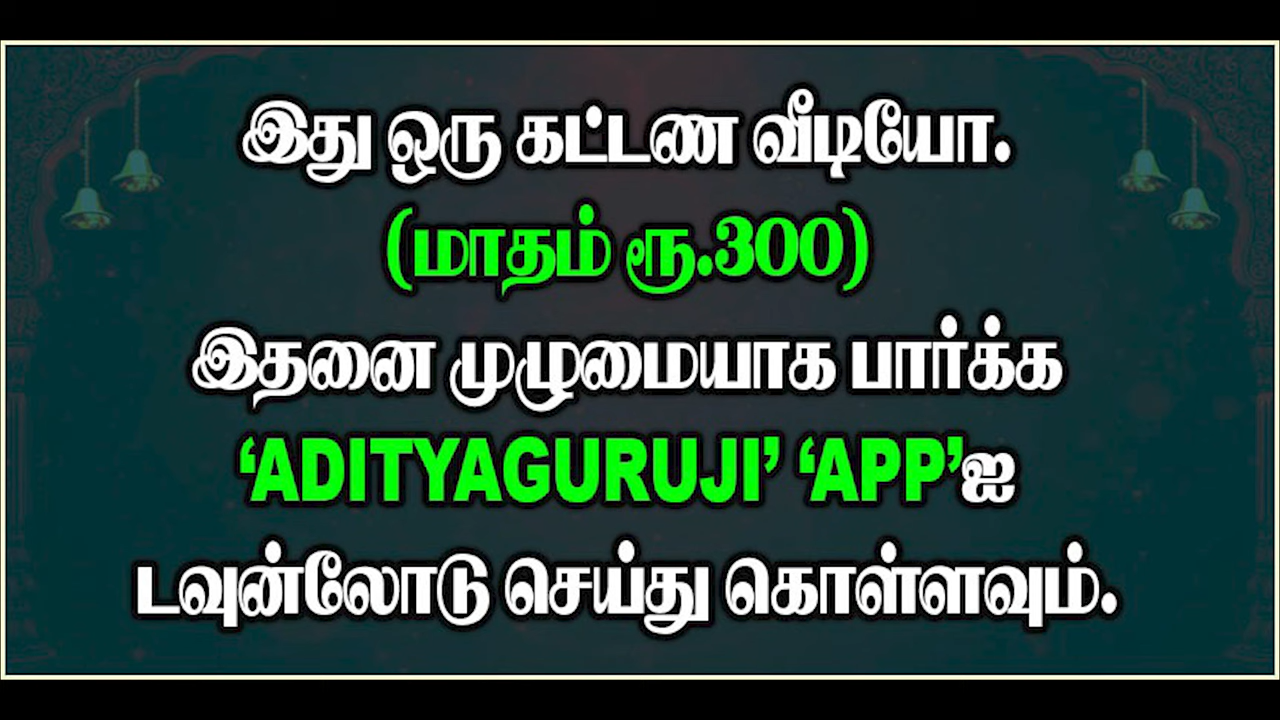 இது ஒரு கட்டண வீடியோ.
(மாதம் ரூ.300)
இதனை முழுமையாக பார்க்க
‘ADITYAGURUJI’ ‘APP’ஐ
டவுன்லோடு செய்து கொள்ளவும்.